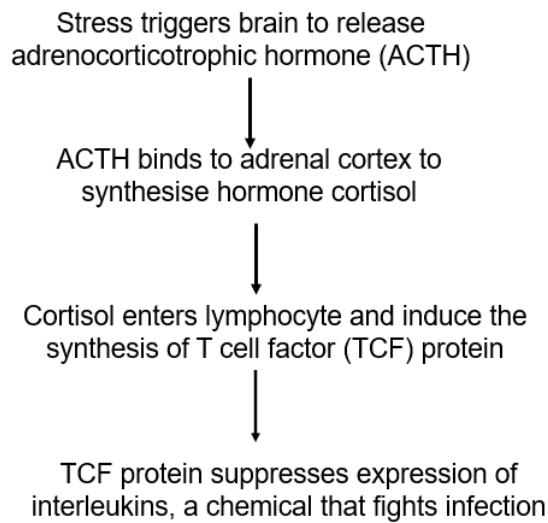 Stress triggers brain to release
adrenocorticotrophic hormone (ACTH)
ACTH binds to adrenal cortex to
synthesise hormone cortisol
Cortisol enters lymphocyte and induce the
synthesis of T cell factor (TCF) protein
TCF protein suppresses expression of
interleukins, a chemical that fights infection